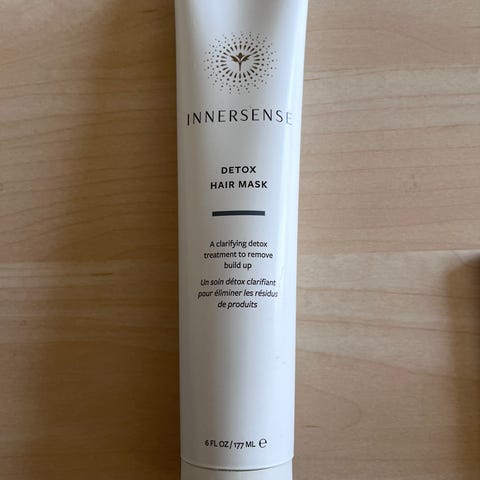 INNERSENSE
DETOX
HAIR MASK
A clarifying detox
treatment to remove
build up
Un soin détox clarifiant
pour éliminer les résidus
de produits
6 FL OZ / 177 ML ℮